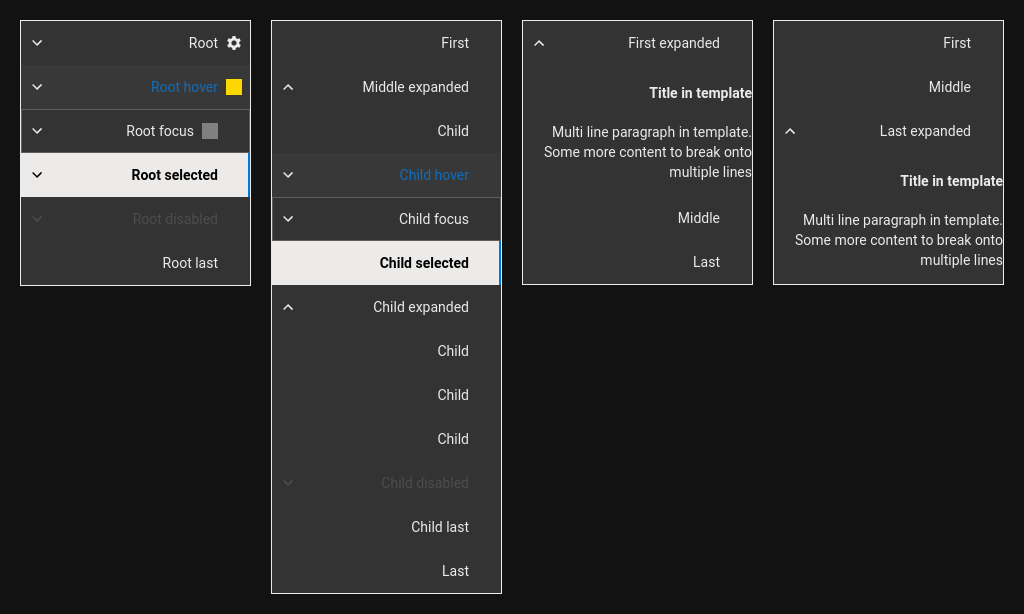 Root
Root hover
Root focus
Root selected
Root disabled
Root last
First
Middle expanded
Child
Child hover
Child focus
Child selected
Child expanded
Child
Child
Child
Child disabled
Child last
Last
First expanded
Title in template
Multi line paragraph in template.
Some more content to break onto
multiple lines
Middle
Last
First
Middle
Last expanded
Title in template
Multi line paragraph in template.
Some more content to break onto
multiple lines